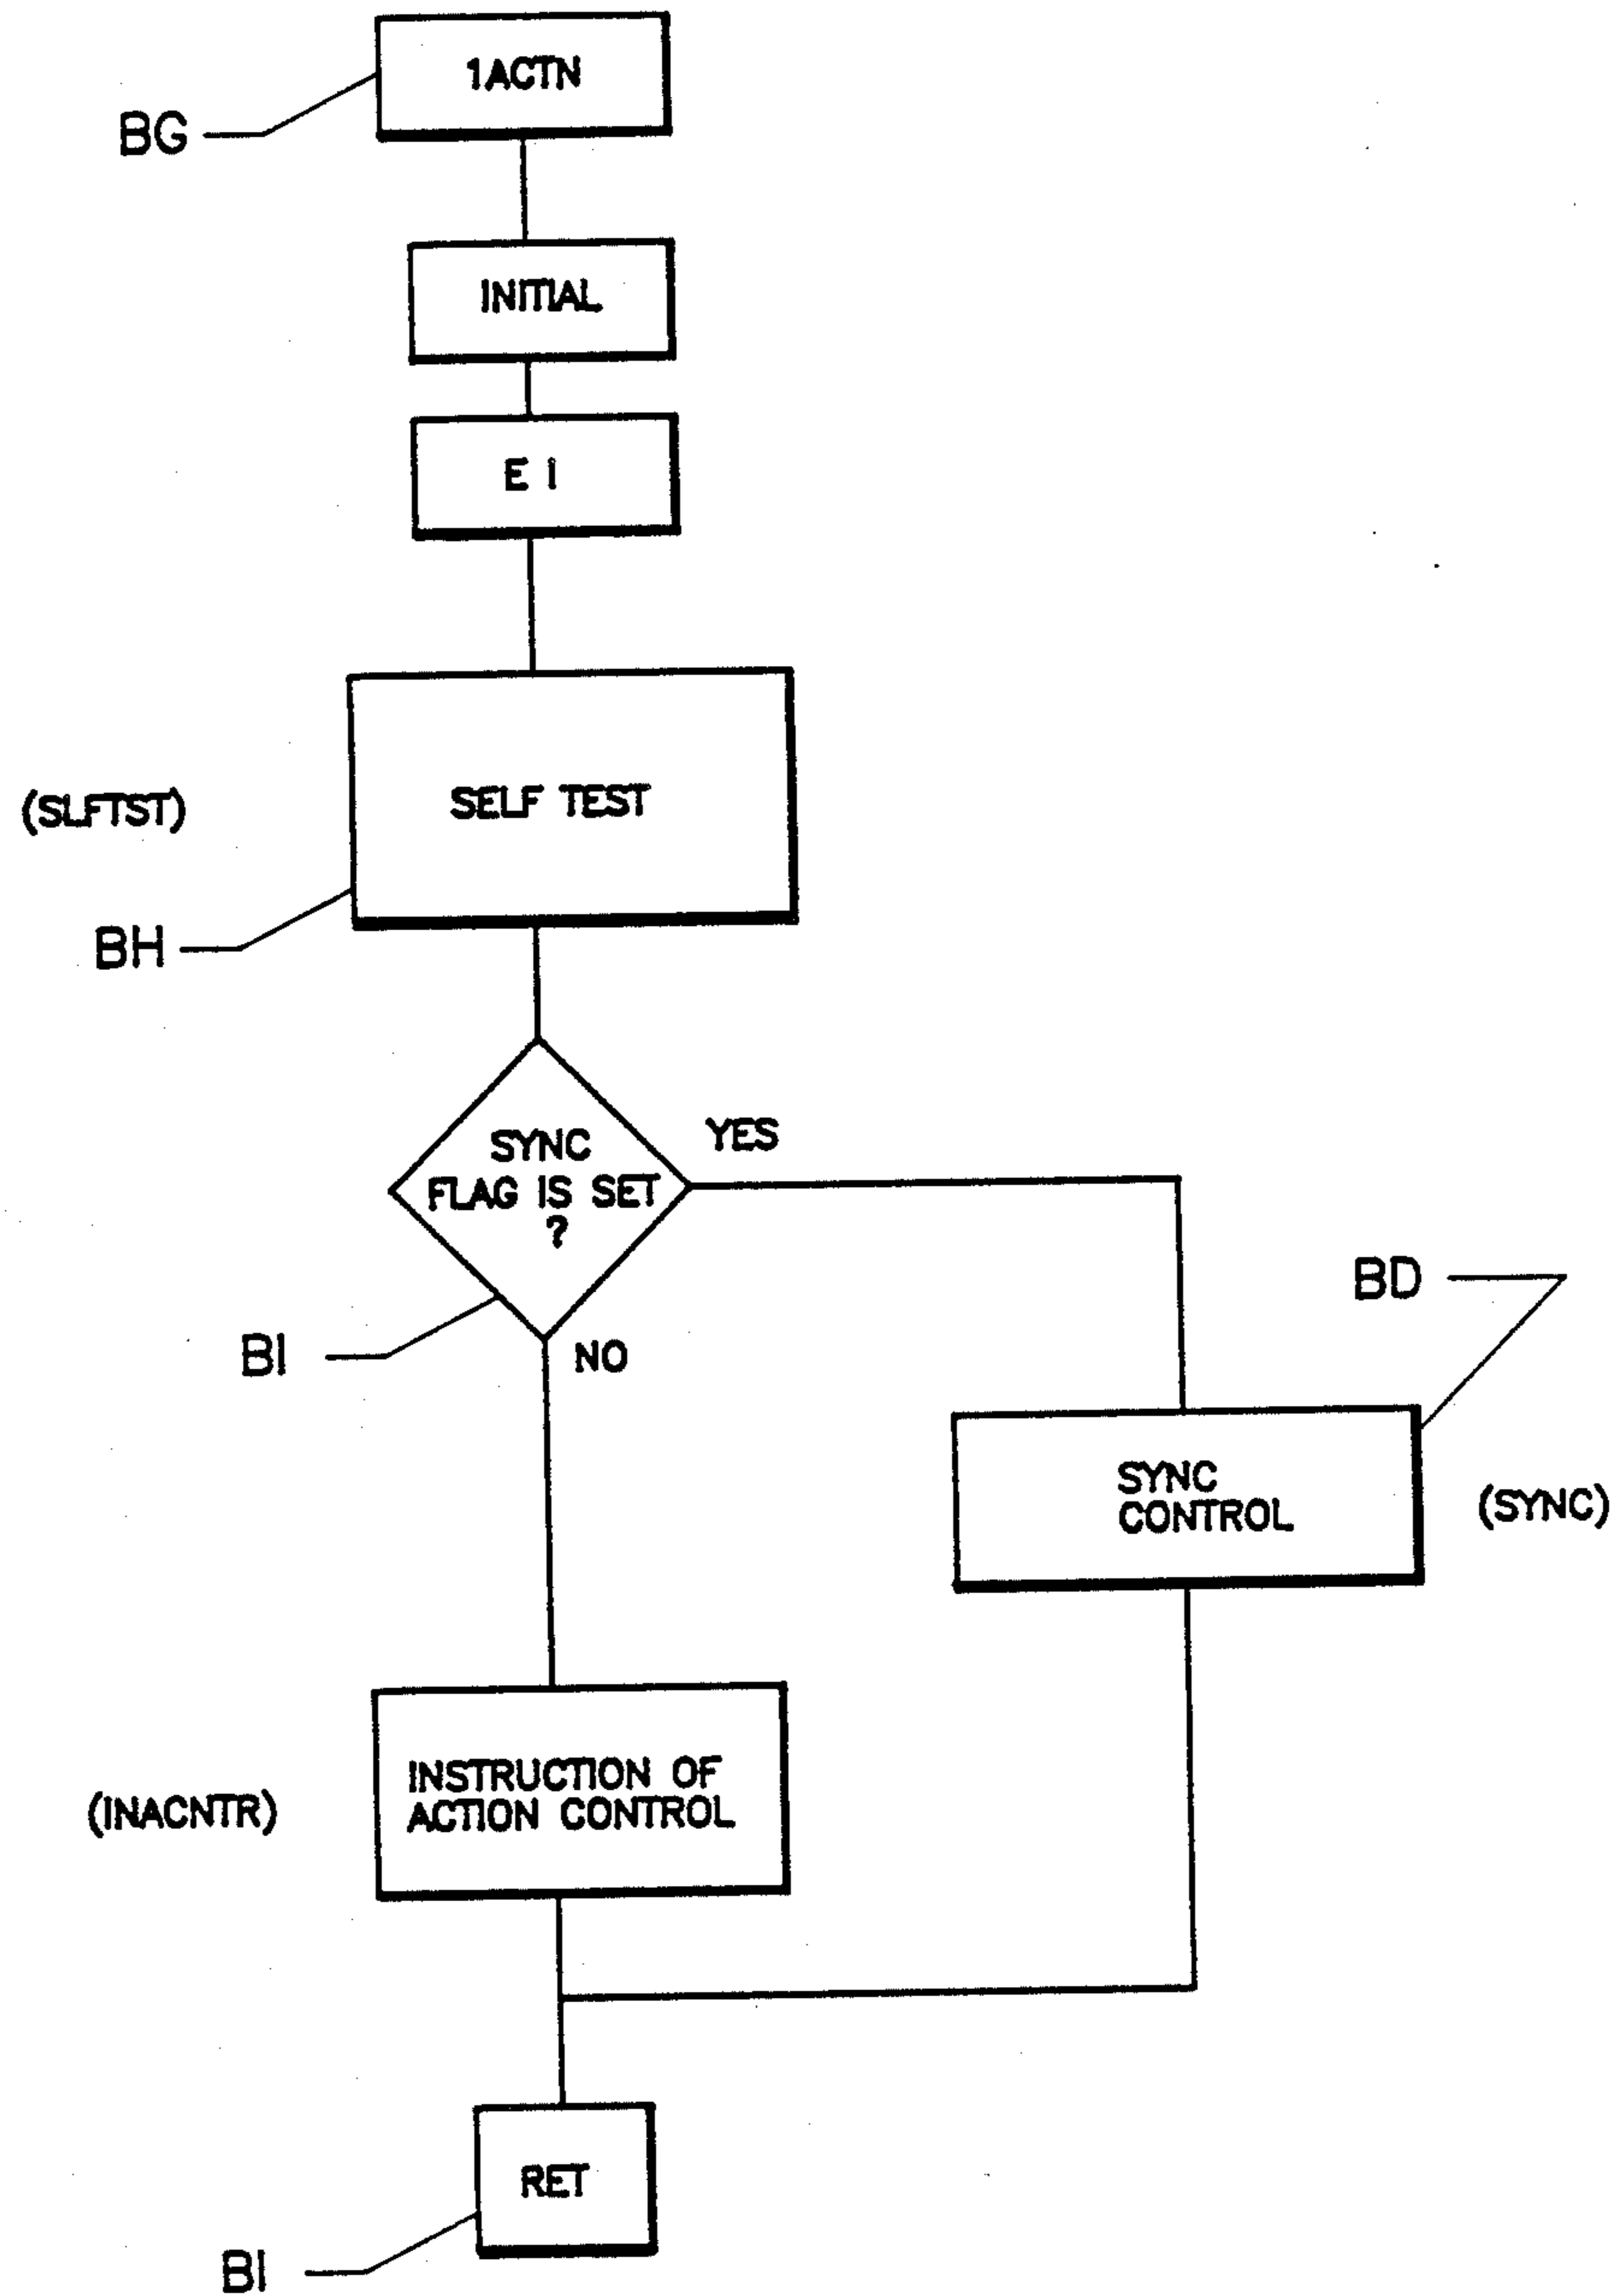 1ACTN
BG
INITIAL
E I
SELF TEST
(SLFTST)
BH
SYNC
FLAG IS SET
?
YES
BI
NO
BD
SYNC
CONTROL
(SYNC)
INSTRUCTION OF
ACTION CONTROL
(INACNTR)
RET
BI